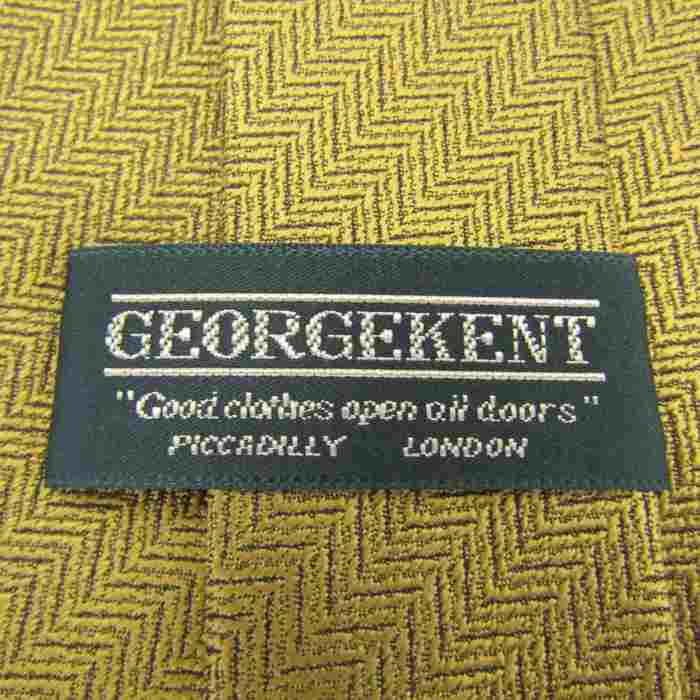 GEORGEKENT
"Good clothes open all doors"
PICCADILLY LONDON